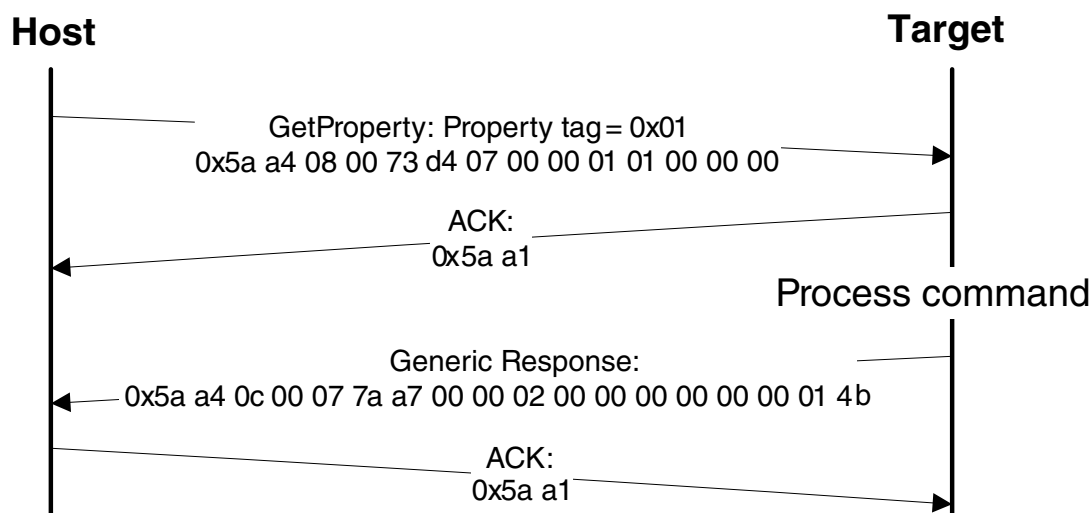 Host
Target
GetProperty: Property tag = 0x01
0x5a a4 08 00 73 d4 07 00 00 01 01 00 00 00
ACK:
0x5a a1
Process command
Generic Response:
0x5a a4 0c 00 07 7a a7 00 00 02 00 00 00 00 00 00 01 4b
ACK:
0x5a a1